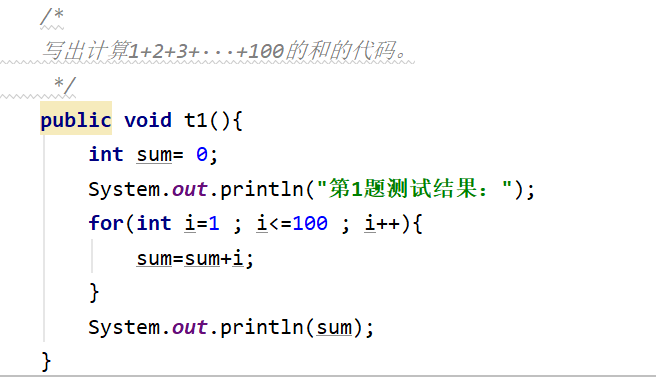 /*
写出计算1+2+3+···+100的和的代码。
*/
public void t1(){
int sum= 0;
System.out.println("第1题测试结果：");
for(int i=1 ; i<=100 ; i++){
sum=sum+i;
}
System.out.println(sum);
}